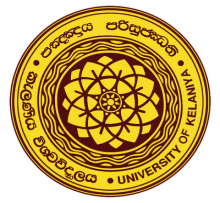 පඤ්ඤාය පරිසුජ්ඣති
කැලණිය විශ්වවිද්‍යාලය
UNIVERSITY OF KELANIYA